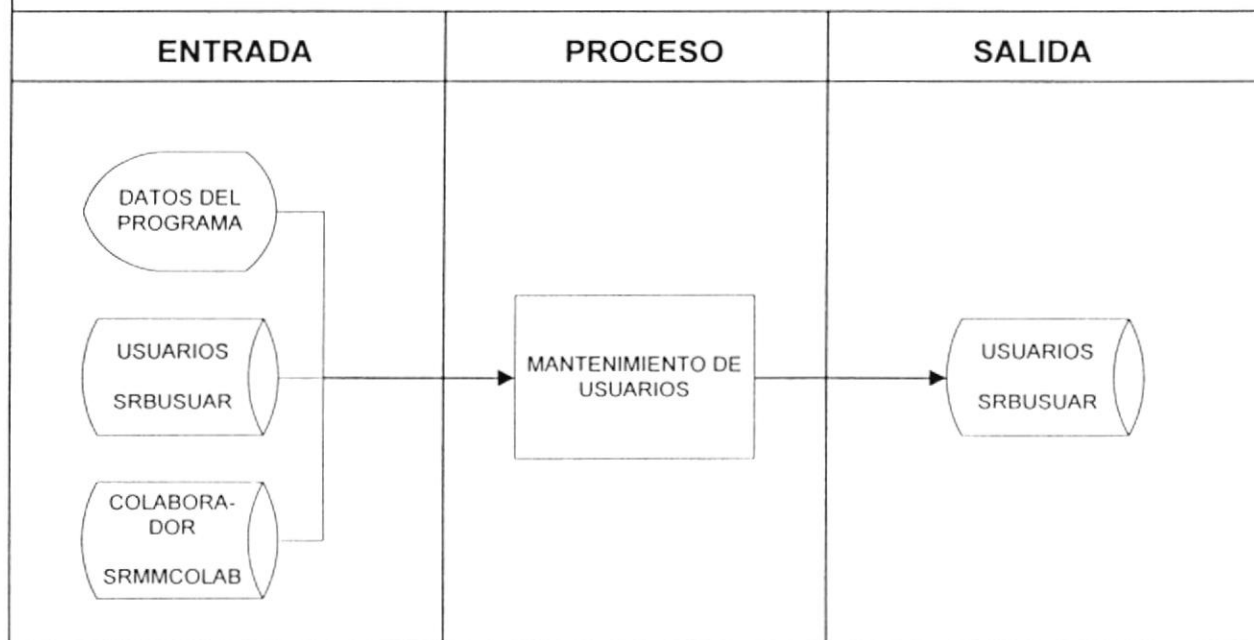 ENTRADA
PROCESO
SALIDA
DATOS DEL
PROGRAMA
USUARIOS
SRBUSUAR
COLABORA-
DOR
SRMMCOLAB
MANTENIMIENTO DE
USUARIOS
USUARIOS
SRBUSUAR